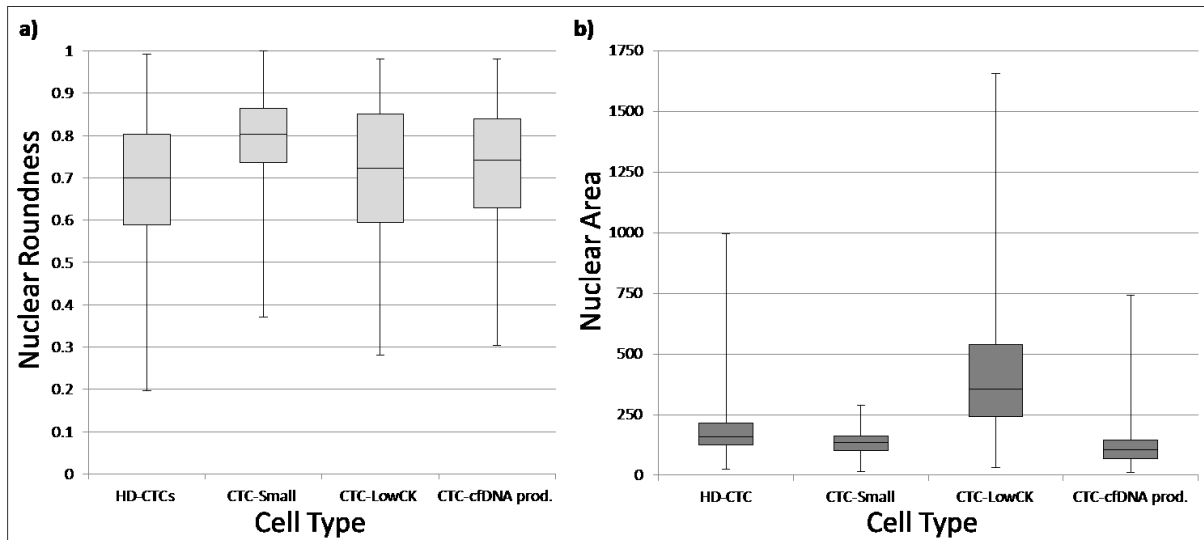 a)
Nuclear Roundness
1
0.9
0.8
0.7
0.6
0.5
0.4
0.3
0.2
0.1
0
HD-CTCs CTC-Small CTC-LowCK CTC-cfDNA prod.
Cell Type
b)
Nuclear Area
1750
1500
1250
1000
750
500
250
0
HD-CTC CTC-Small CTC-LowCK CTC-cfDNA prod.
Cell Type